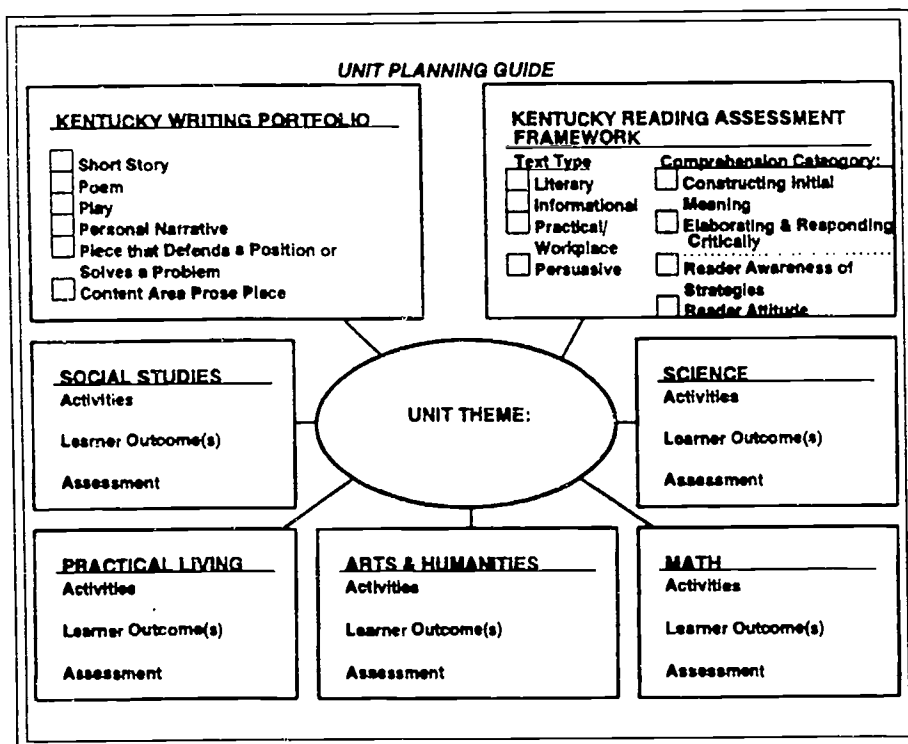 UNIT PLANNING GUIDE
KENTUCKY WRITING PORTFOLIO
Short Story
Poem
Play
Personal Narrative
Piece that Defends a Position or
Solves a Problem
Content Area Prose Piece
KENTUCKY READING ASSESSMENT
FRAMEWORK
Text Type
Literary
Informational
Practical/
Workplace
Persuasive
Comprehension Cateogory:
Constructing Initial
Meaning
Elaborating & Responding
Critically
Reader Awareness of
Strategies
Reader Attitude
SOCIAL STUDIES
Activities
Learner Outcome(s)
Assessment
UNIT THEME:
SCIENCE
Activities
Learner Outcome(s)
Assessment
PRACTICAL LIVING
Activities
Learner Outcome(s)
Assessment
ARTS & HUMANITIES
Activities
Learner Outcome(s)
Assessment
MATH
Activities
Learner Outcome(s)
Assessment